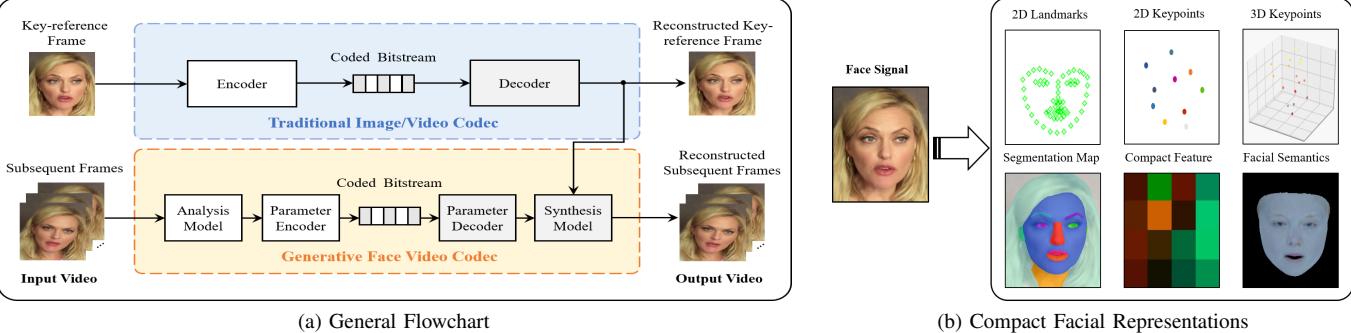 Key-reference
Frame
Encoder
Coded Bitstream
Decoder
Reconstructed Key-
reference Frame
Traditional Image/Video Codec
Subsequent Frames
Analysis
Model
Parameter
Encoder
Coded Bitstream
Parameter
Decoder
Synthesis
Model
Reconstructed
Subsequent Frames
Generative Face Video Codec
Input Video
Output Video
(a) General Flowchart
Face Signal
2D Landmarks
2D Keypoints
3D Keypoints
Segmentation Map
Compact Feature
Facial Semantics
(b) Compact Facial Representations